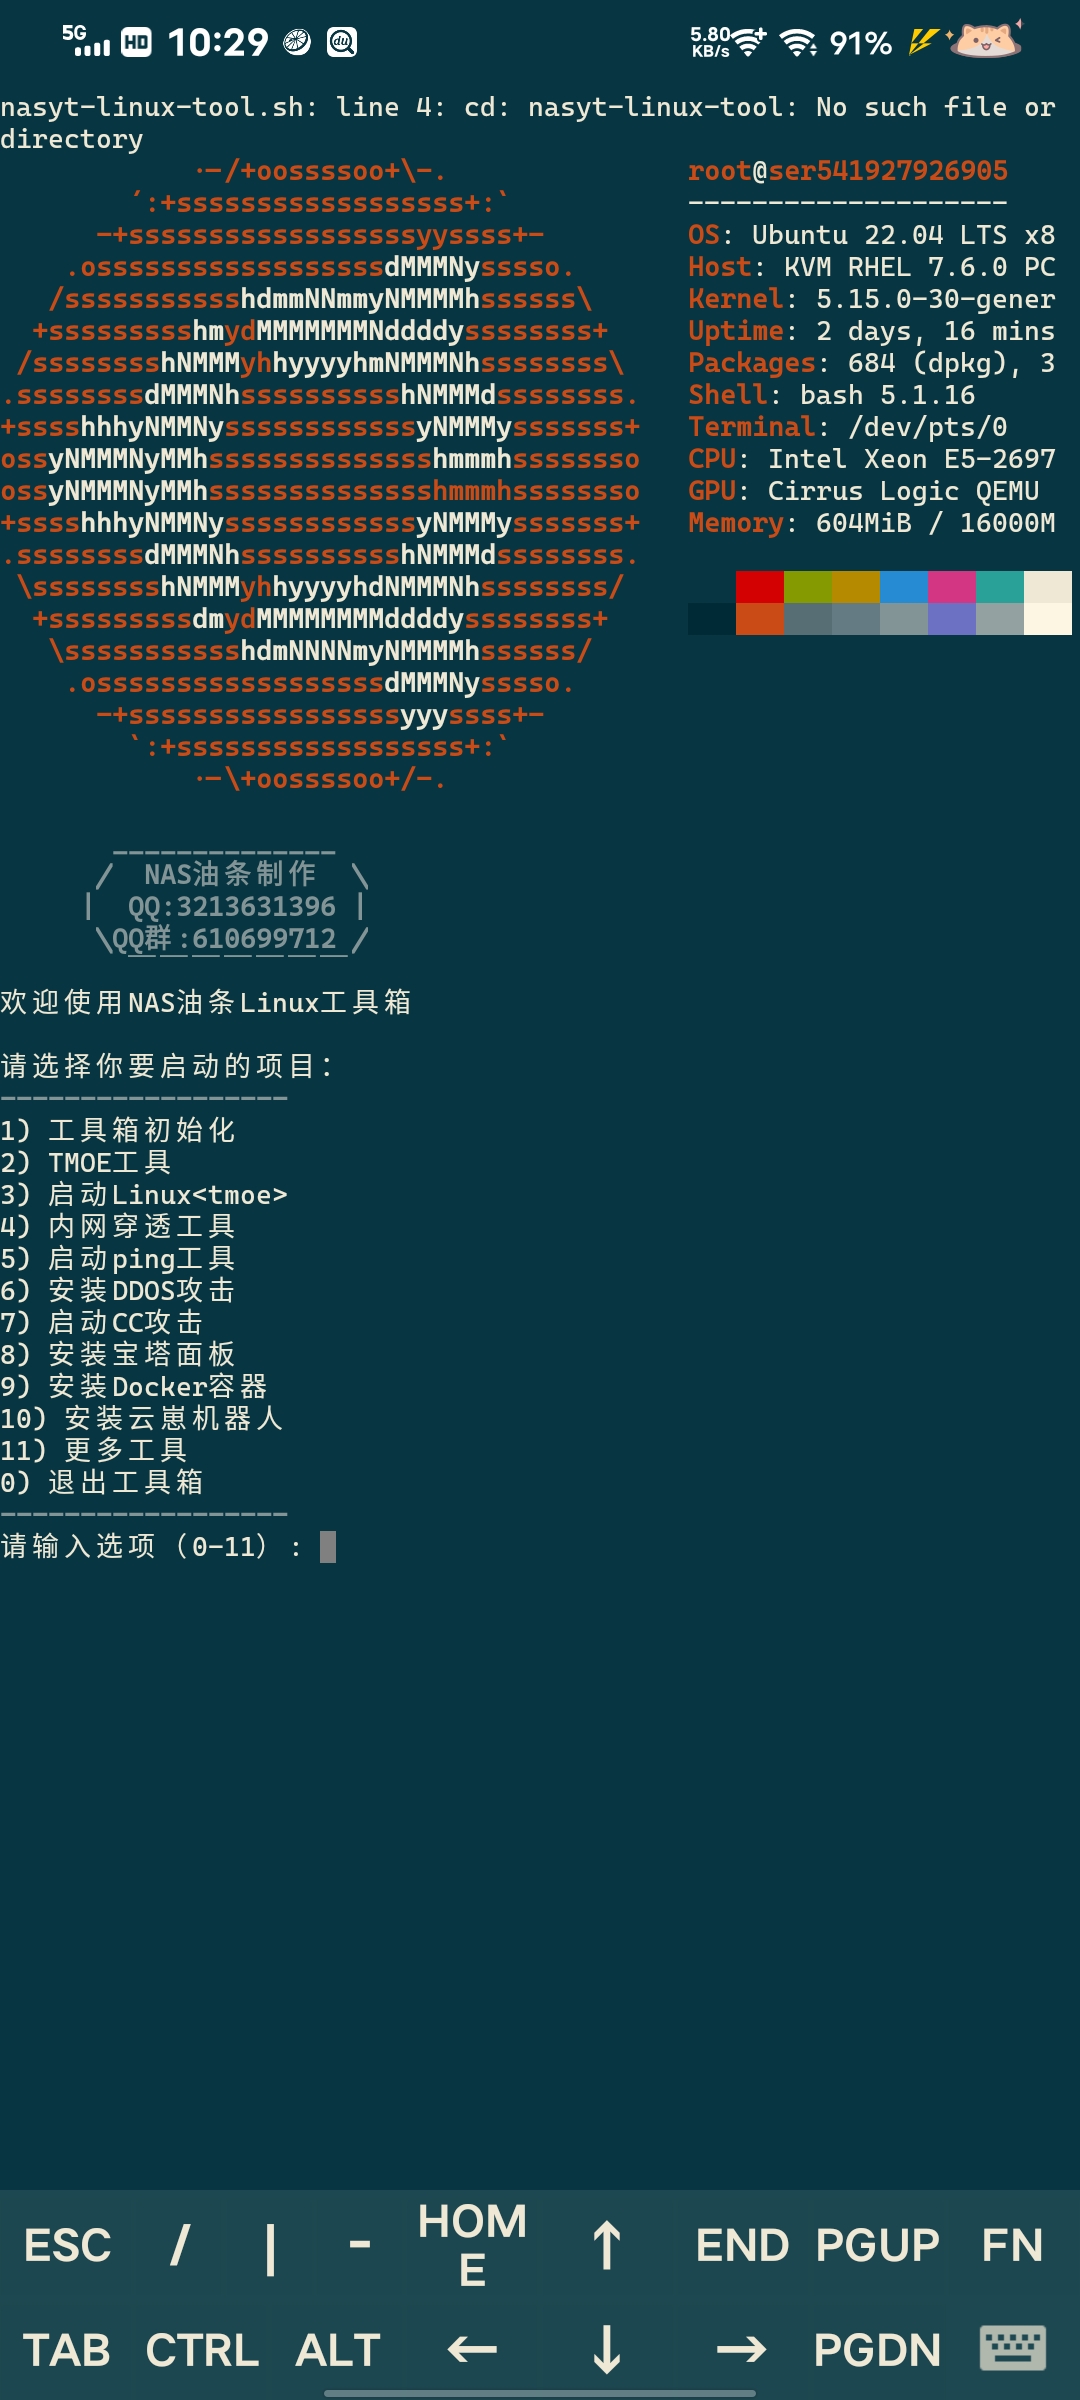 5G HD 10:29 du 5.80 KB/s 91%
nasyt-linux-tool.sh: line 4: cd: nasyt-linux-tool: No such file or
directory
.-/+oossssoo+\-.
´:+ssssssssssssssssss+:`
-+ssssssssssssssssssyyssss+-
.ossssssssssssssssssdMMMNysssso.
/ssssssssssshdmmNNmmyNMMMMhssssss\
+ssssssssshmydMMMMMMMNddddyssssssss+
/sssssssshNMMMyhhyyyyhmNMMMNhssssssss\
.ssssssssdMMMNhsssssssssshNMMMdssssssss.
+sssshhhyNMMNyssssssssssssyNMMMysssssss+
ossyNMMMNyMMhsssssssssssssshmmmhssssssso
ossyNMMMNyMMhsssssssssssssshmmmhssssssso
+sssshhhyNMMNyssssssssssssyNMMMysssssss+
.ssssssssdMMMNhsssssssssshNMMMdssssssss.
\sssssssshNMMMyhhyyyyhdNMMMNhssssssss/
+sssssssssdmydMMMMMMMMddddyssssssss+
\ssssssssssshdmNNNNmyNMMMMhssssss/
.ossssssssssssssssssdMMMNysssso.
-+sssssssssssssssssyyyssss+-
`:+ssssssssssssssssss+:`
.-\+oossssoo+/-.
root@ser541927926905
--------------------
OS: Ubuntu 22.04 LTS x8
Host: KVM RHEL 7.6.0 PC
Kernel: 5.15.0-30-gener
Uptime: 2 days, 16 mins
Packages: 684 (dpkg), 3
Shell: bash 5.1.16
Terminal: /dev/pts/0
CPU: Intel Xeon E5-2697
GPU: Cirrus Logic QEMU
Memory: 604MiB / 16000M
--------------
/ NAS油条制作 \
| QQ:3213631396 |
\QQ群:610699712 /
欢迎使用NAS油条Linux工具箱
请选择你要启动的项目:
------------------
1) 工具箱初始化
2) TMOE工具
3) 启动Linux<tmoe>
4) 内网穿透工具
5) 启动ping工具
6) 安装DDOS攻击
7) 启动CC攻击
8) 安装宝塔面板
9) 安装Docker容器
10) 安装云崽机器人
11) 更多工具
0) 退出工具箱
------------------
请输入选项（0-11）:
ESC / | - HOME ↑ END PGUP FN
TAB CTRL ALT ← ↓ → PGDN